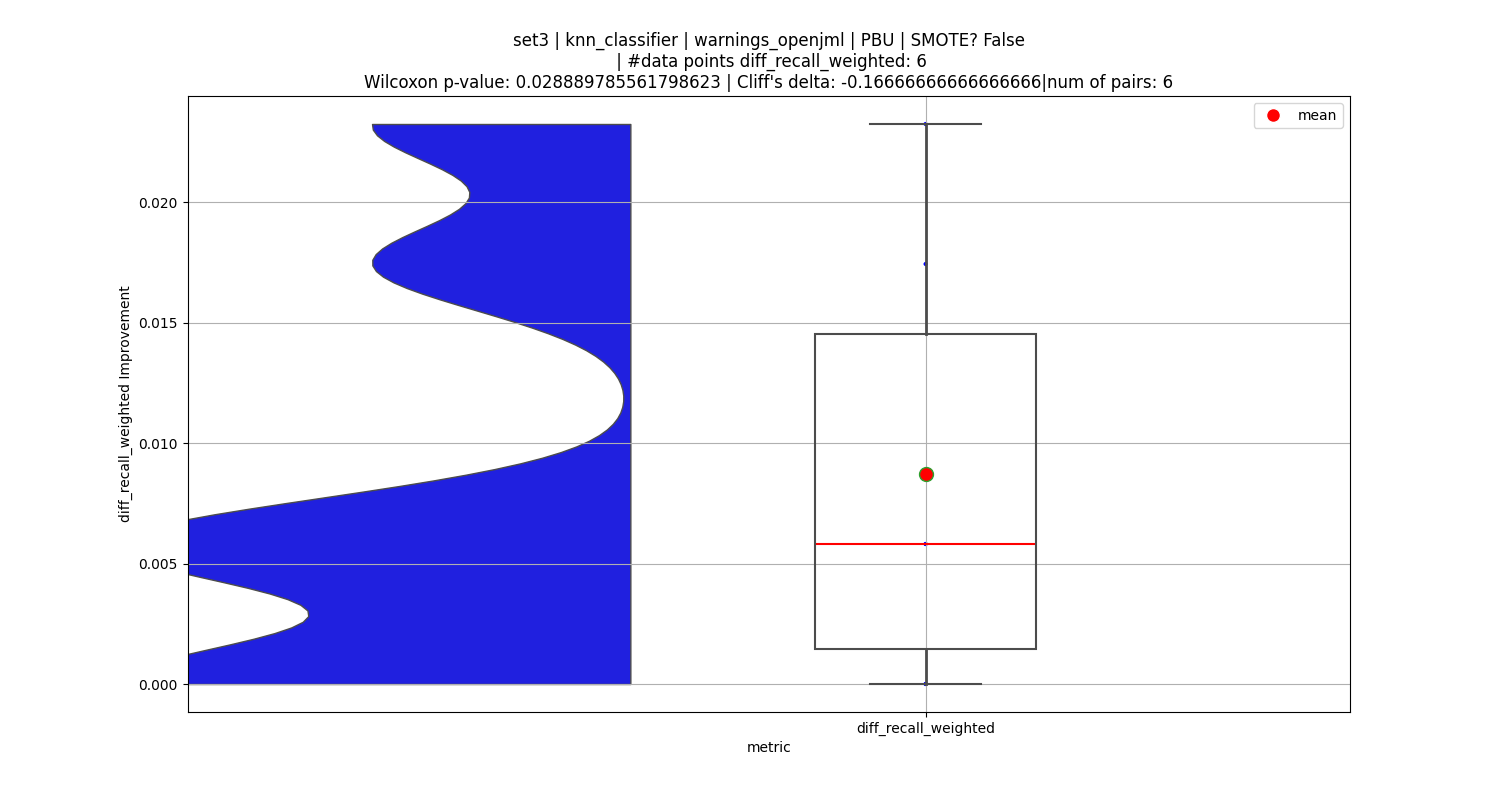 set3 | knn_classifier | warnings_openjml | PBU | SMOTE? False
| #data points diff_recall_weighted: 6
Wilcoxon p-value: 0.028889785561798623 | Cliff's delta: -0.16666666666666666|num of pairs: 6
mean
diff_recall_weighted Improvement
0.020
0.015
0.010
0.005
0.000
diff_recall_weighted
metric